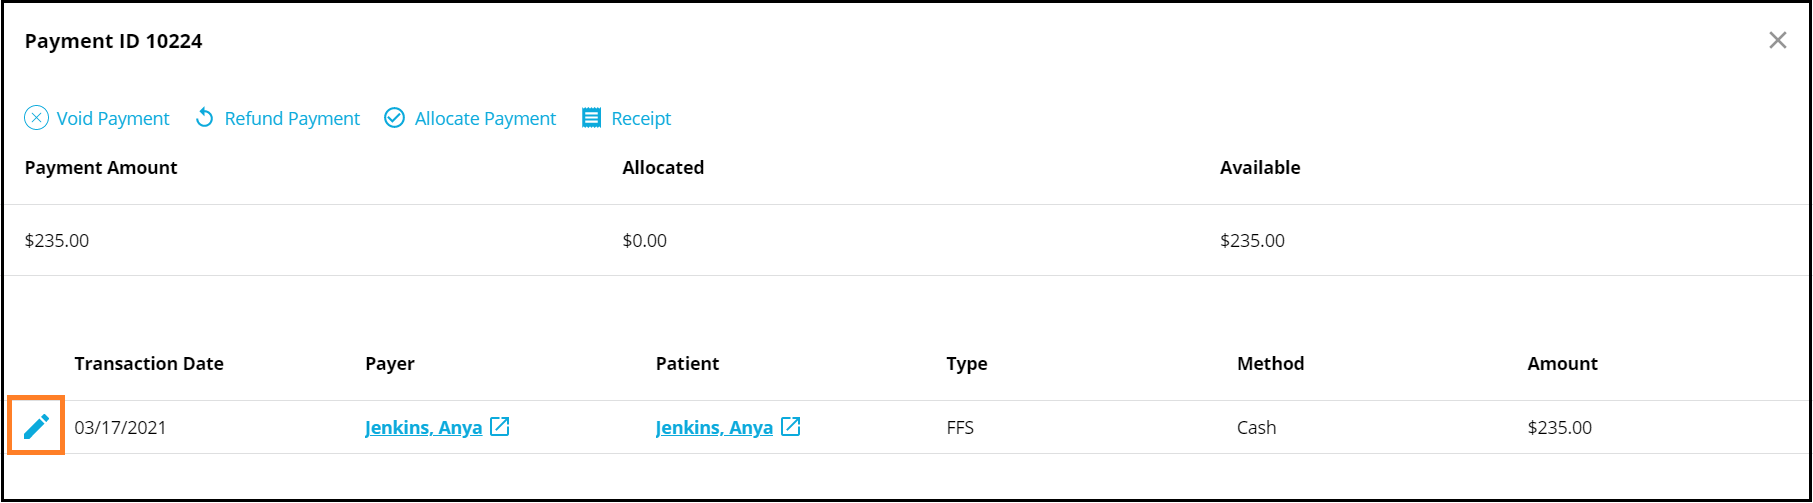 Payment ID 10224
Void Payment Refund Payment Allocate Payment Receipt
Payment Amount Allocated Available
$235.00 $0.00 $235.00
Transaction Date Payer Patient Type Method Amount
03/17/2021 Jenkins, Anya Jenkins, Anya FFS Cash $235.00